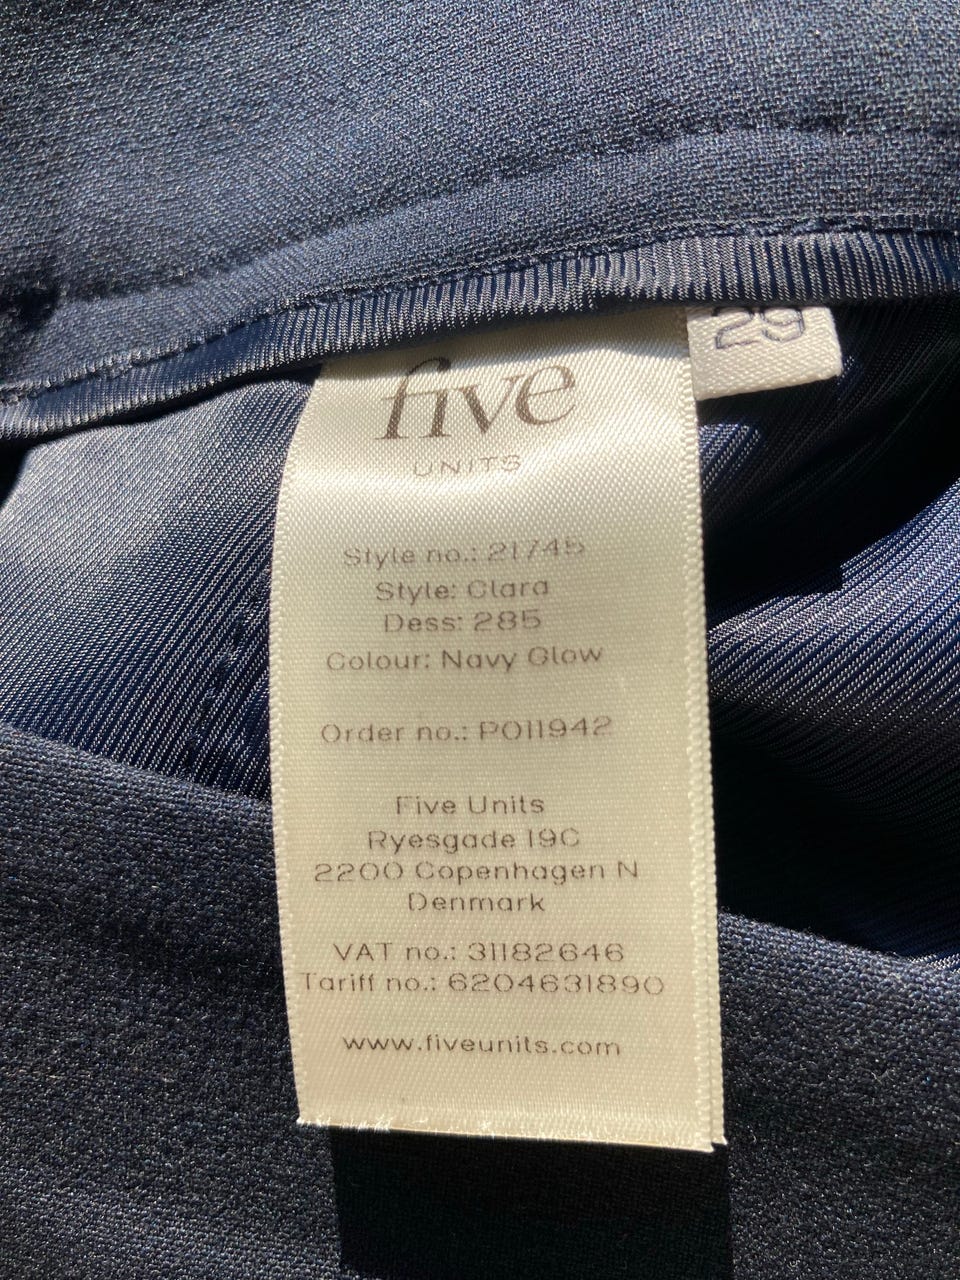 29
five
UNITS
Style no.: 21745
Style: Clara
Dess: 285
Colour: Navy Glow
Order no.: PO11942
Five Units
Ryesgade 19C
2200 Copenhagen N
Denmark
VAT no.: 31182646
Tariff no.: 6204631890
www.fiveunits.com